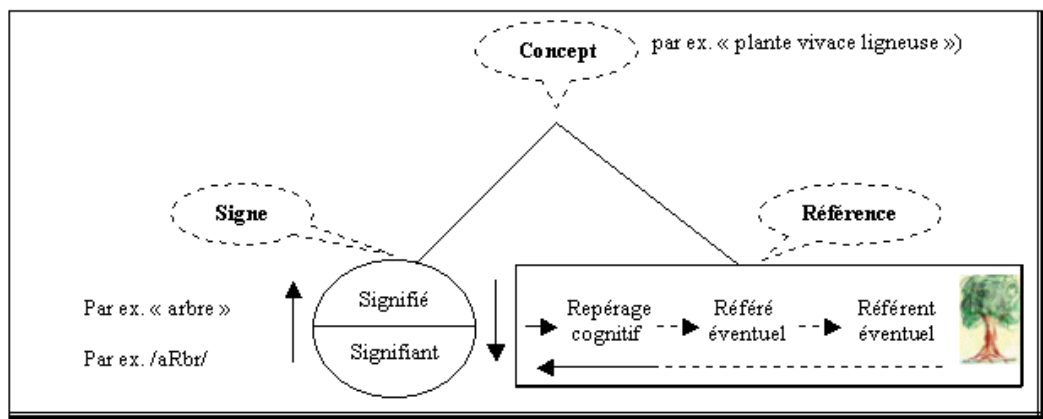 Concept
par ex. « plante vivace ligneuse »)
Signe
Référence
Par ex. « arbre »
Par ex. /aRbr/
Signifié
Signifiant
Repérage
cognitif
Référé
éventuel
Référent
éventuel